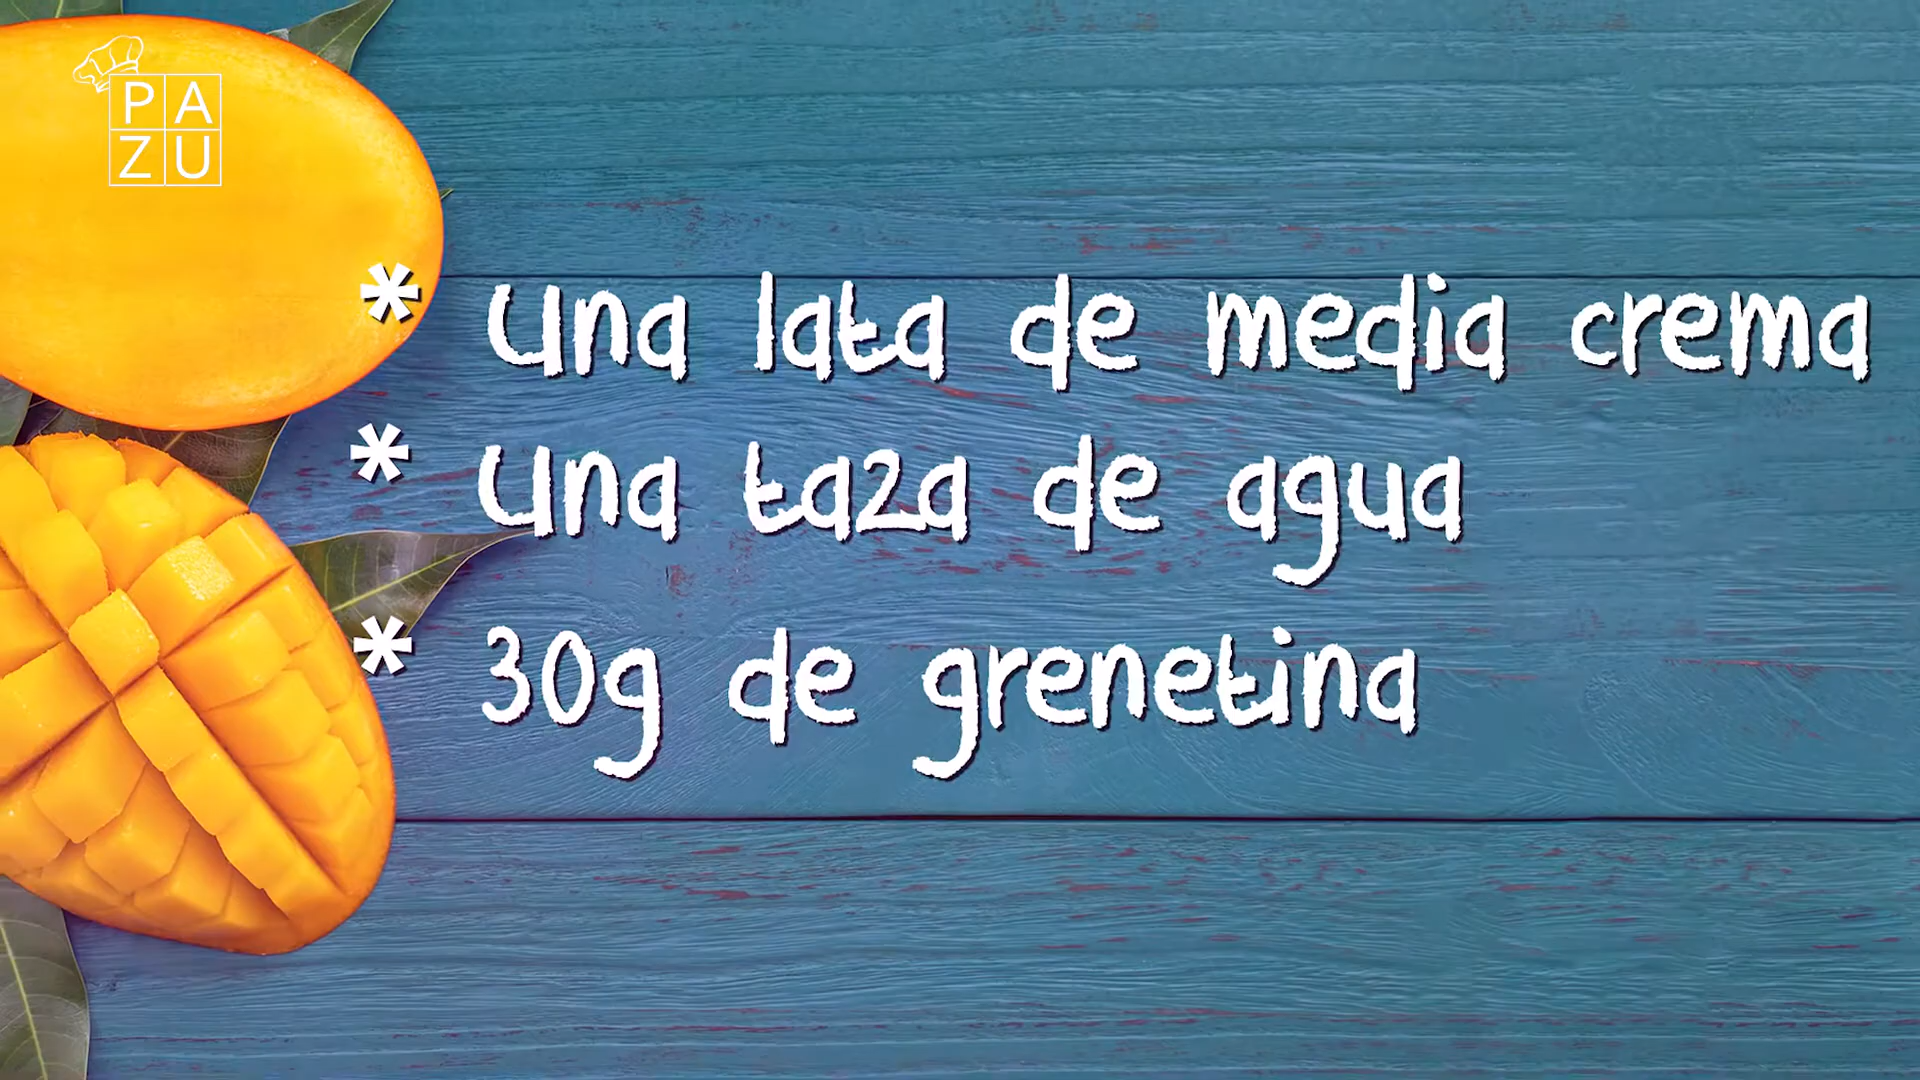 PA
ZU
* Una lata de media crema
* Una taza de agua
* 30g de grenetina